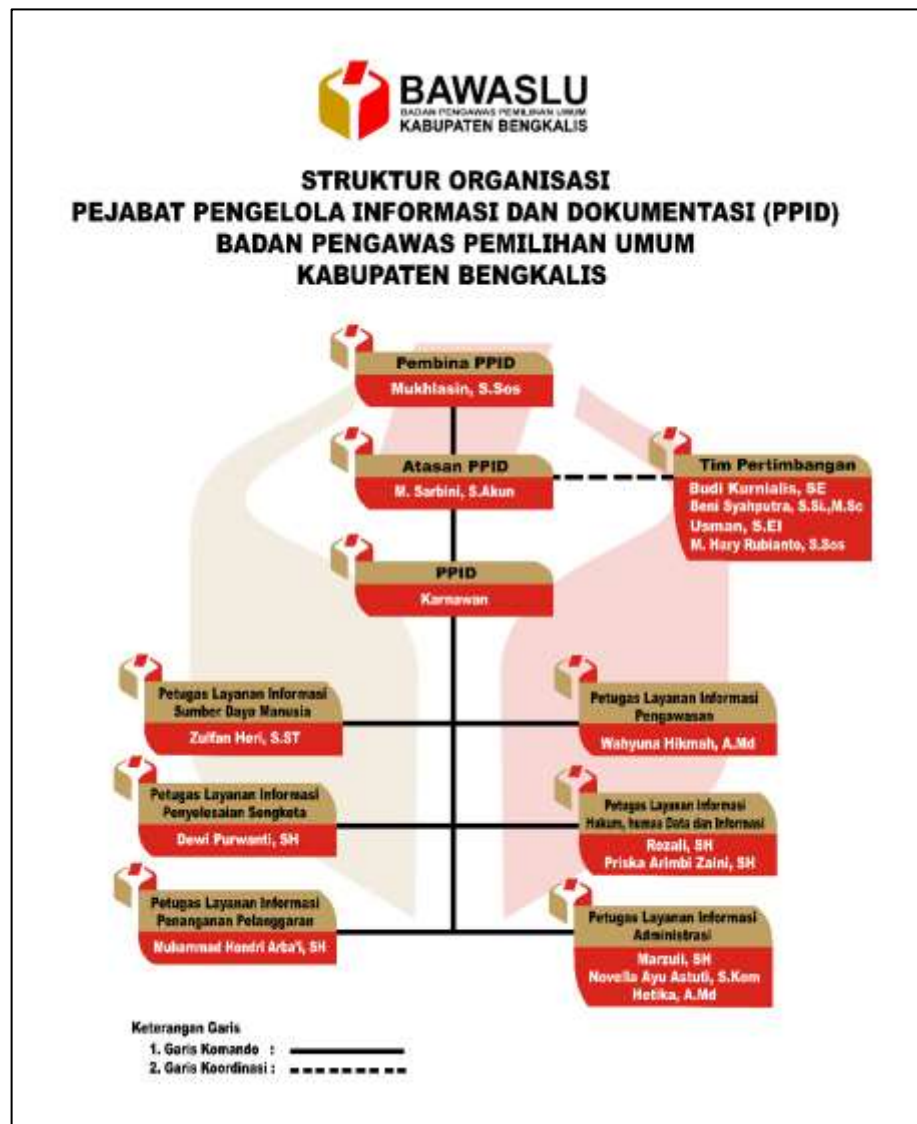 BAWASLU
BADAN PENGAWAS PEMILIHAN UMUM
KABUPATEN BENGKALIS
STRUKTUR ORGANISASI
PEJABAT PENGELOLA INFORMASI DAN DOKUMENTASI (PPID)
BADAN PENGAWAS PEMILIHAN UMUM
KABUPATEN BENGKALIS
Pembina PPID
Mukhlasin, S.Sos
Atasan PPID
M. Sarbini, S.Akun
Tim Pertimbangan
Budi Kurnialis, SE
Beni Syahputra, S.Si.,M.Sc
Usman, S.EI
M. Hary Rubianto, S.Sos
PPID
Karnawan
Petugas Layanan Informasi
Sumber Daya Manusia
Zulfan Heri, S.ST
Petugas Layanan Informasi
Pengawasan
Wahyuna Hikmah, A.Md
Petugas Layanan Informasi
Penyelesaian Sengketa
Dewi Purwanti, SH
Petugas Layanan Informasi
Hukum, humas Data dan Informasi
Rozali, SH
Priska Arimbi Zaini, SH
Petugas Layanan Informasi
Penanganan Pelanggaran
Muhammad Hendri Arba'i, SH
Petugas Layanan Informasi
Administrasi
Marzuli, SH
Novella Ayu Astuti, S.Kom
Hetika, A.Md
Keterangan Garis
1. Garis Komando :
2. Garis Koordinasi :